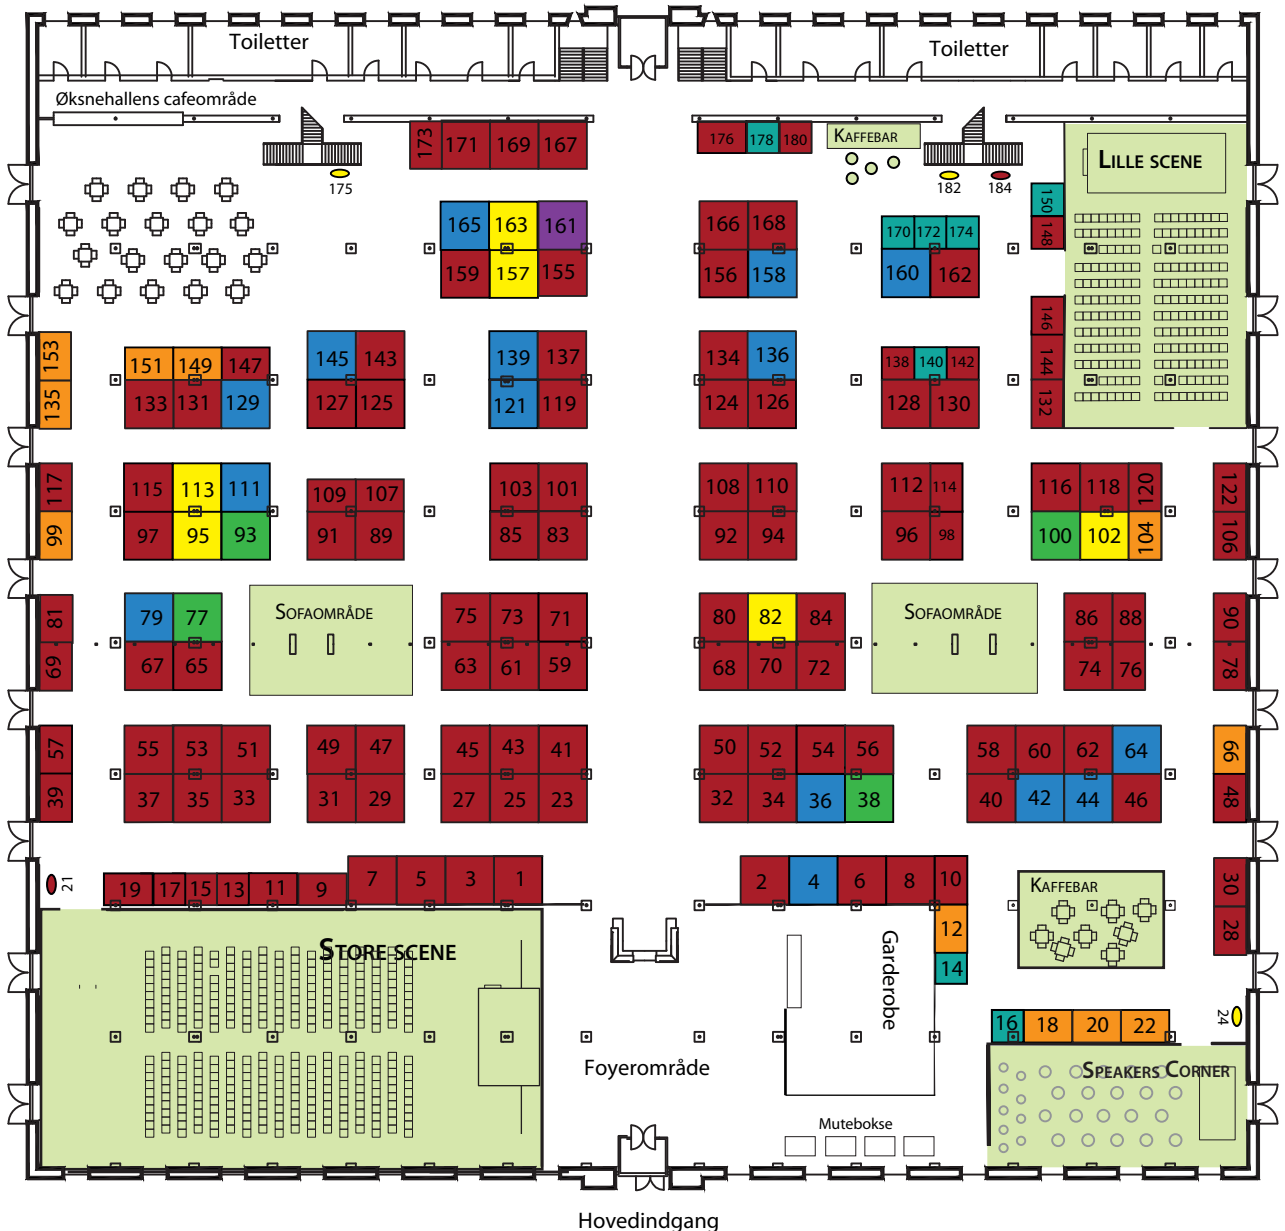 Toiletter
Toiletter
Øksnehallens cafeområde
173 171 169 167
176 178 180
KAFFEBAR
LILLE SCENE
175
182 184
150
148
165 163 161
166 168
170 172 174
159 157 155
156 158
160 162
146
144
132
153
135
151 149 147
145 143
139 137
134 136
138 140 142
133 131 129
127 125
121 119
124 126
128 130
117
99
115 113 111
109 107
103 101
108 110
112 114
116 118 120
122
106
97 95 93
91 89
85 83
92 94
96 98
100 102 104
81
69
79 77
SOFAOMRÅDE
75 73 71
80 82 84
SOFAOMRÅDE
86 88
90
78
67 65
63 61 59
68 70 72
74 76
57
39
55 53 51
49 47
45 43 41
50 52 54 56
58 60 62 64
66
48
37 35 33
31 29
27 25 23
32 34 36 38
40 42 44 46
21
19 17 15 13 11 9 7 5 3 1
2 4 6 8 10
12
14
KAFFEBAR
30
28
STORE SCENE
Garderobe
16 18 20 22
24
Foyerområde
SPEAKERS CORNER
Mutebokse
Hovedindgang